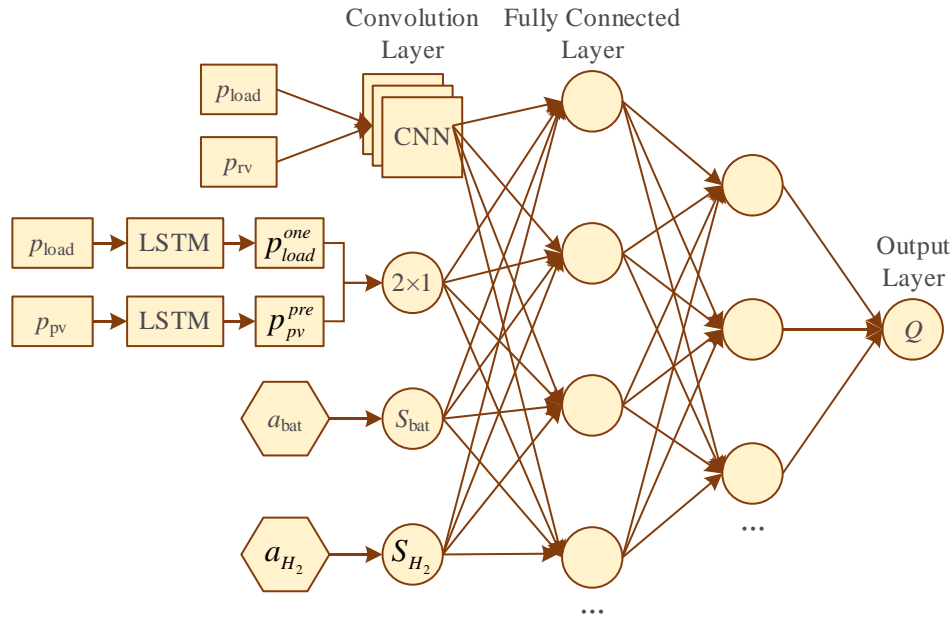 Convolution
Layer
Fully Connected
Layer
p_load
CNN
p_rv
p_load
LSTM
p_load^one
2×1
p_pv
LSTM
p_pv^pre
Output
Layer
Q
a_bat
S_bat
a_H₂
S_H₂
...
...